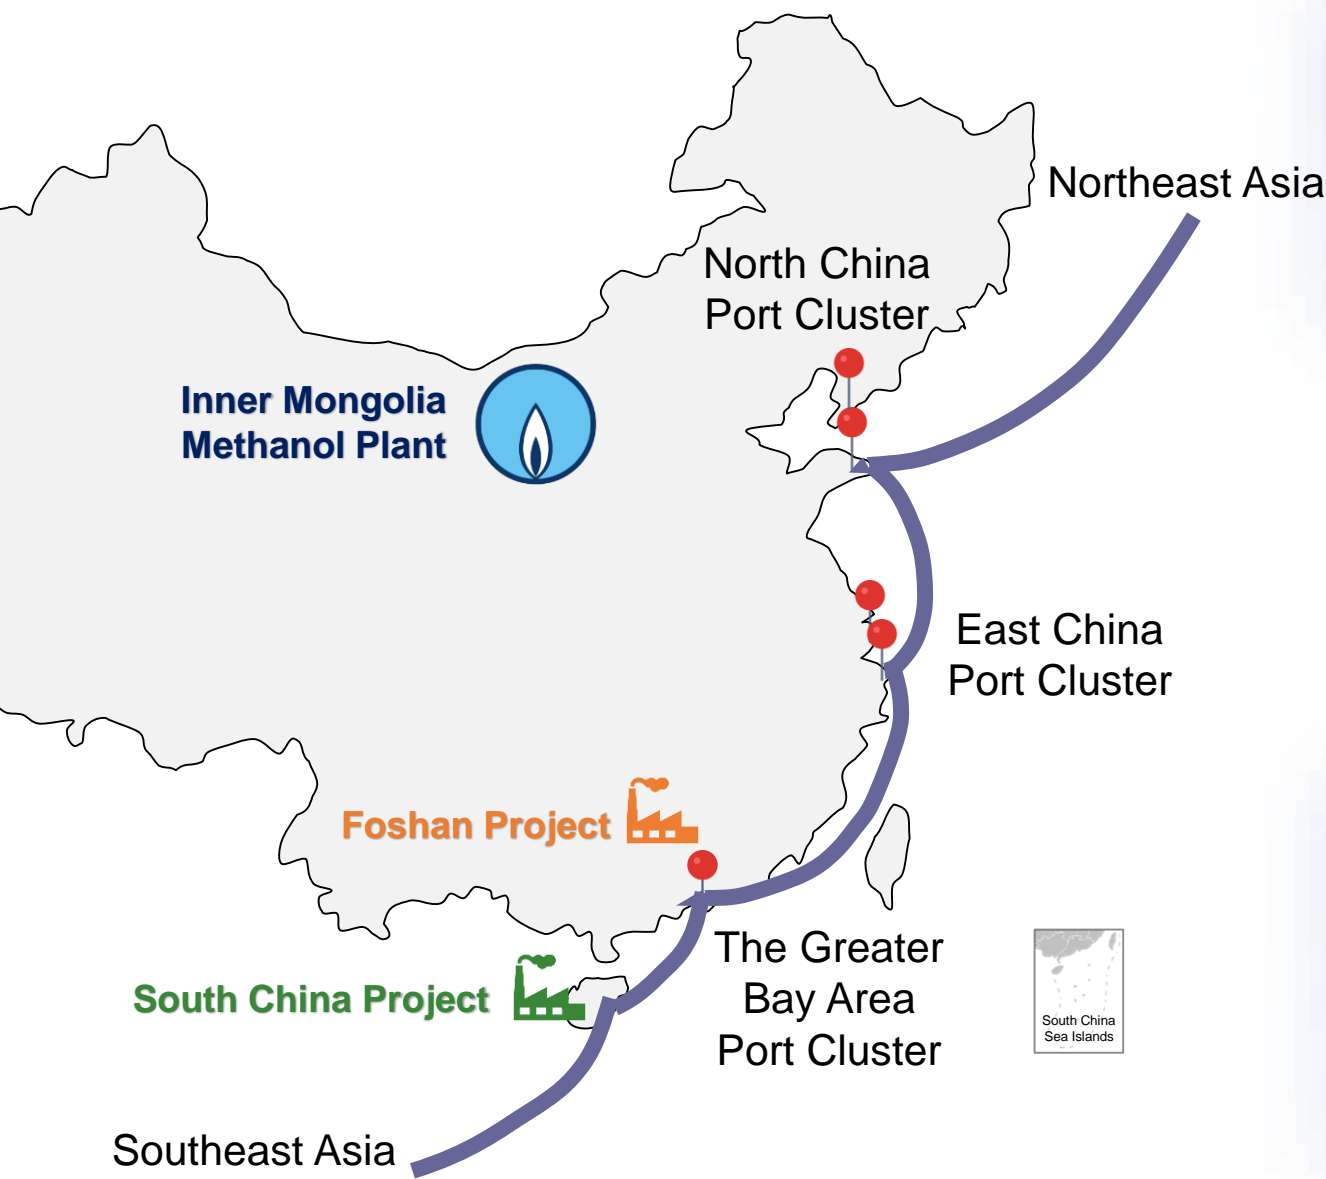 Northeast Asia
North China
Port Cluster
Inner Mongolia
Methanol Plant
East China
Port Cluster
Foshan Project
The Greater
Bay Area
Port Cluster
South China Project
South China
Sea Islands
Southeast Asia